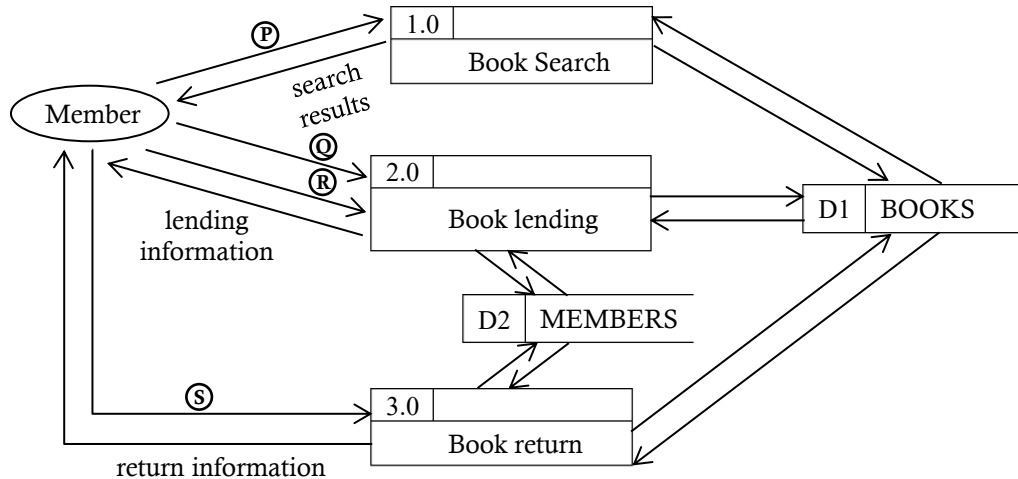 P
1.0
Book Search
search
results
Member
Q
R
2.0
Book lending
lending
information
D1 BOOKS
D2 MEMBERS
S
3.0
Book return
return information